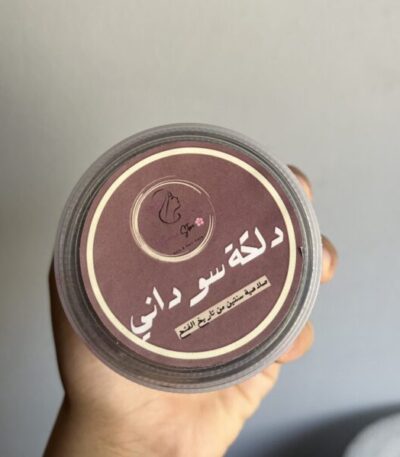 دلكة سوداني
صلاحية سنتين من تاريخ الفتح